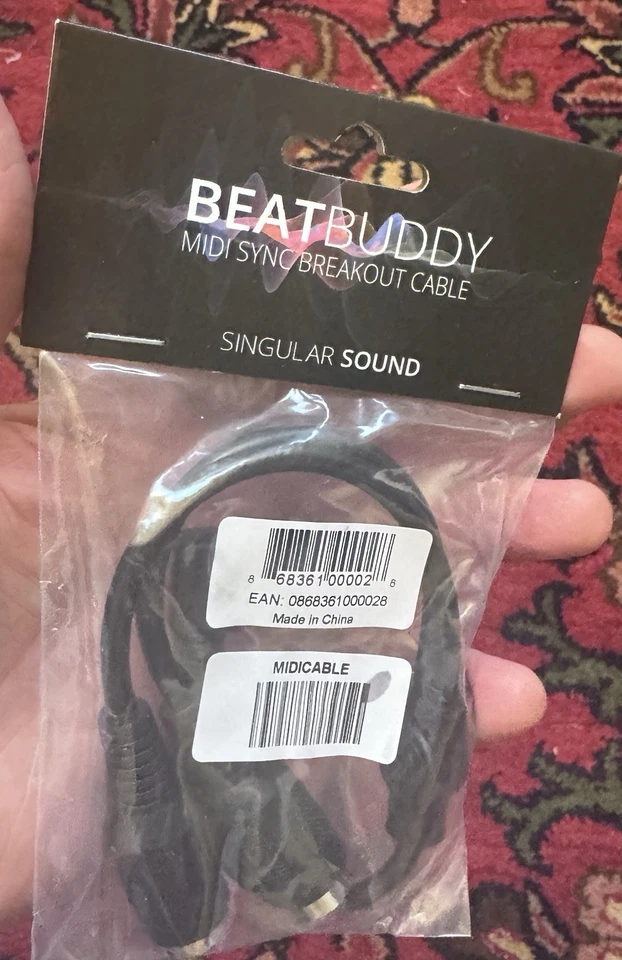 BEATBUDDY
MIDI SYNC BREAKOUT CABLE
SINGULAR SOUND
8 68361 00002 8
EAN: 0868361000028
Made in China
MIDICABLE